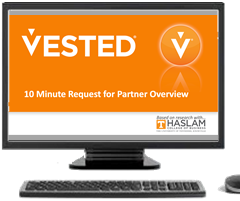 VESTED®
10 Minute Request for Partner Overview
Based on research with...
T HASLAM
COLLEGE OF BUSINESS